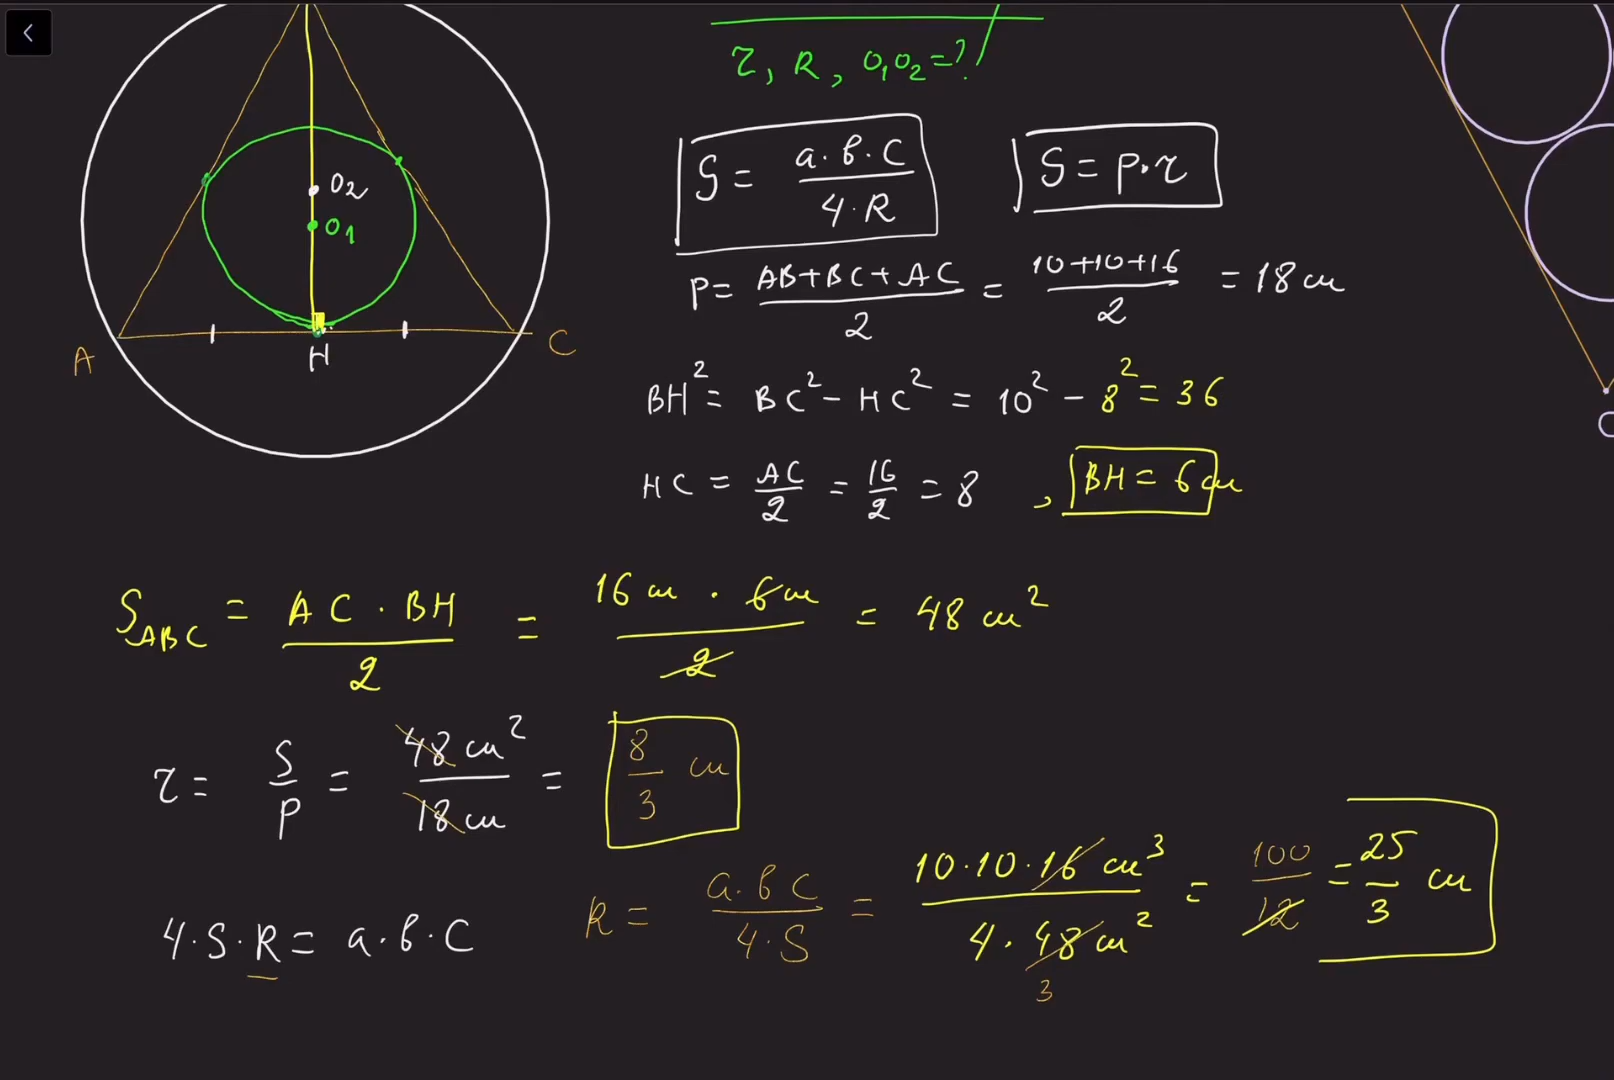 r, R, O₁O₂ = ?
S = a·b·c / 4·R
S = p·r
O₂
O₁
A
H
C
P = AB+BC+AC / 2 = 10+10+16 / 2 = 18 см
BH² = BC² - HC² = 10² - 8² = 36
HC = AC / 2 = 16 / 2 = 8 , BH = 6 см
S_ABC = AC · BH / 2 = 16 см · 6 см / 2 = 48 см²
r = S / P = 48 см² / 18 см = 8 / 3 см
4·S·R = a·b·c
R = a·b c / 4·S = 10·10·16 см³ / 4·48 см² = 100 / 12 = 25 / 3 см
3